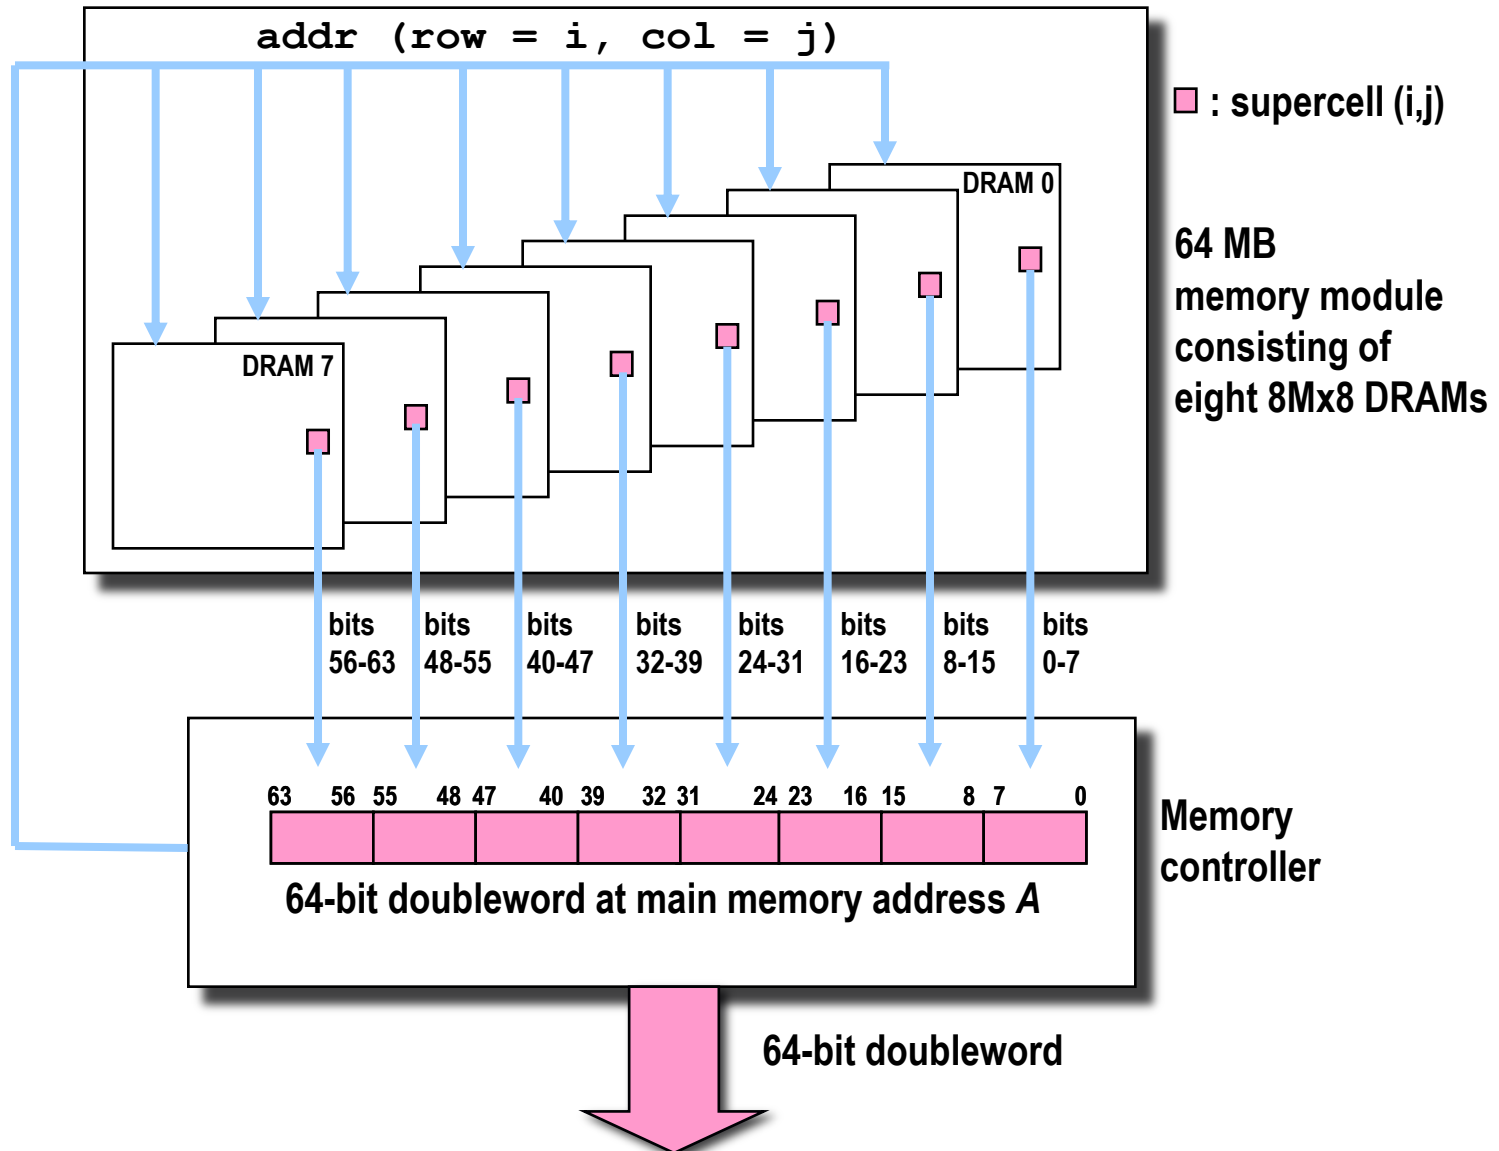 addr (row = i, col = j)
: supercell (i,j)
DRAM 0
64 MB
memory module
consisting of
eight 8Mx8 DRAMs
DRAM 7
bits
56-63
bits
48-55
bits
40-47
bits
32-39
bits
24-31
bits
16-23
bits
8-15
bits
0-7
63 56 55 48 47 40 39 32 31 24 23 16 15 8 7 0
Memory
controller
64-bit doubleword at main memory address A
64-bit doubleword